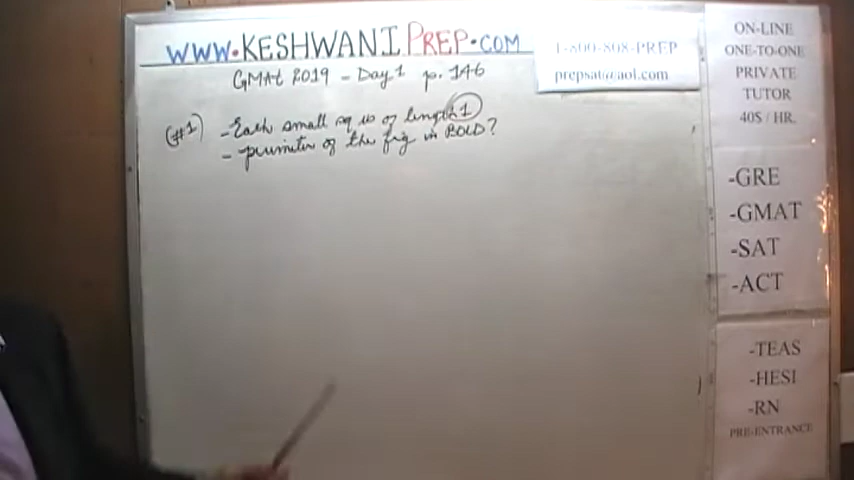 WWW.KESHWANIPREP.COM
GMAt 2019 - Day 1 p. 146
(#1) - Each small sq is of length 1
- perimeter of the fig in BOLD?
1-800-808-PREP
prepsat@aol.com
ON-LINE
ONE-TO-ONE
PRIVATE
TUTOR
40$ / HR.
-GRE
-GMAT
-SAT
-ACT
-TEAS
-HESI
-RN
PRE-ENTRANCE